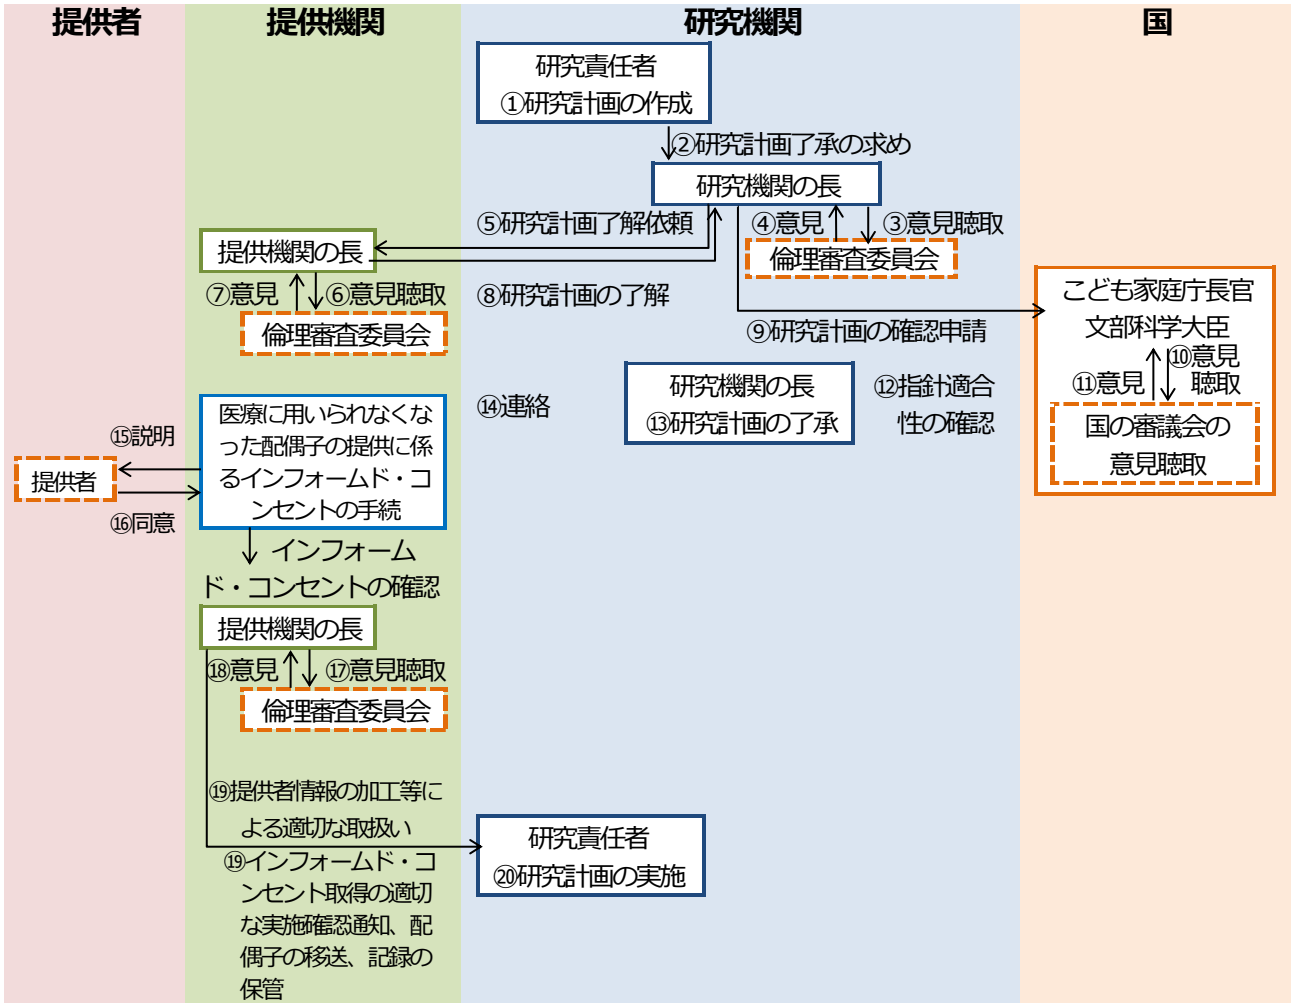 提供者
提供機関
研究機関
国
研究責任者
①研究計画の作成
②研究計画了承の求め
研究機関の長
⑤研究計画了解依頼
④意見
③意見聴取
倫理審査委員会
提供機関の長
⑦意見
⑥意見聴取
倫理審査委員会
⑧研究計画の了解
⑨研究計画の確認申請
こども家庭庁長官
文部科学大臣
⑩意見
聴取
⑪意見
国の審議会の
意見聴取
⑫指針適合
性の確認
研究機関の長
⑬研究計画の了承
⑭連絡
医療に用いられなくな
った配偶子の提供に係
るインフォームド・コ
ンセントの手続
⑮説明
提供者
⑯同意
インフォーム
ド・コンセントの確認
提供機関の長
⑱意見
⑰意見聴取
倫理審査委員会
⑲提供者情報の加工等に
よる適切な取扱い
⑲インフォームド・コ
ンセント取得の適切
な実施確認通知、配
偶子の移送、記録の
保管
研究責任者
⑳研究計画の実施